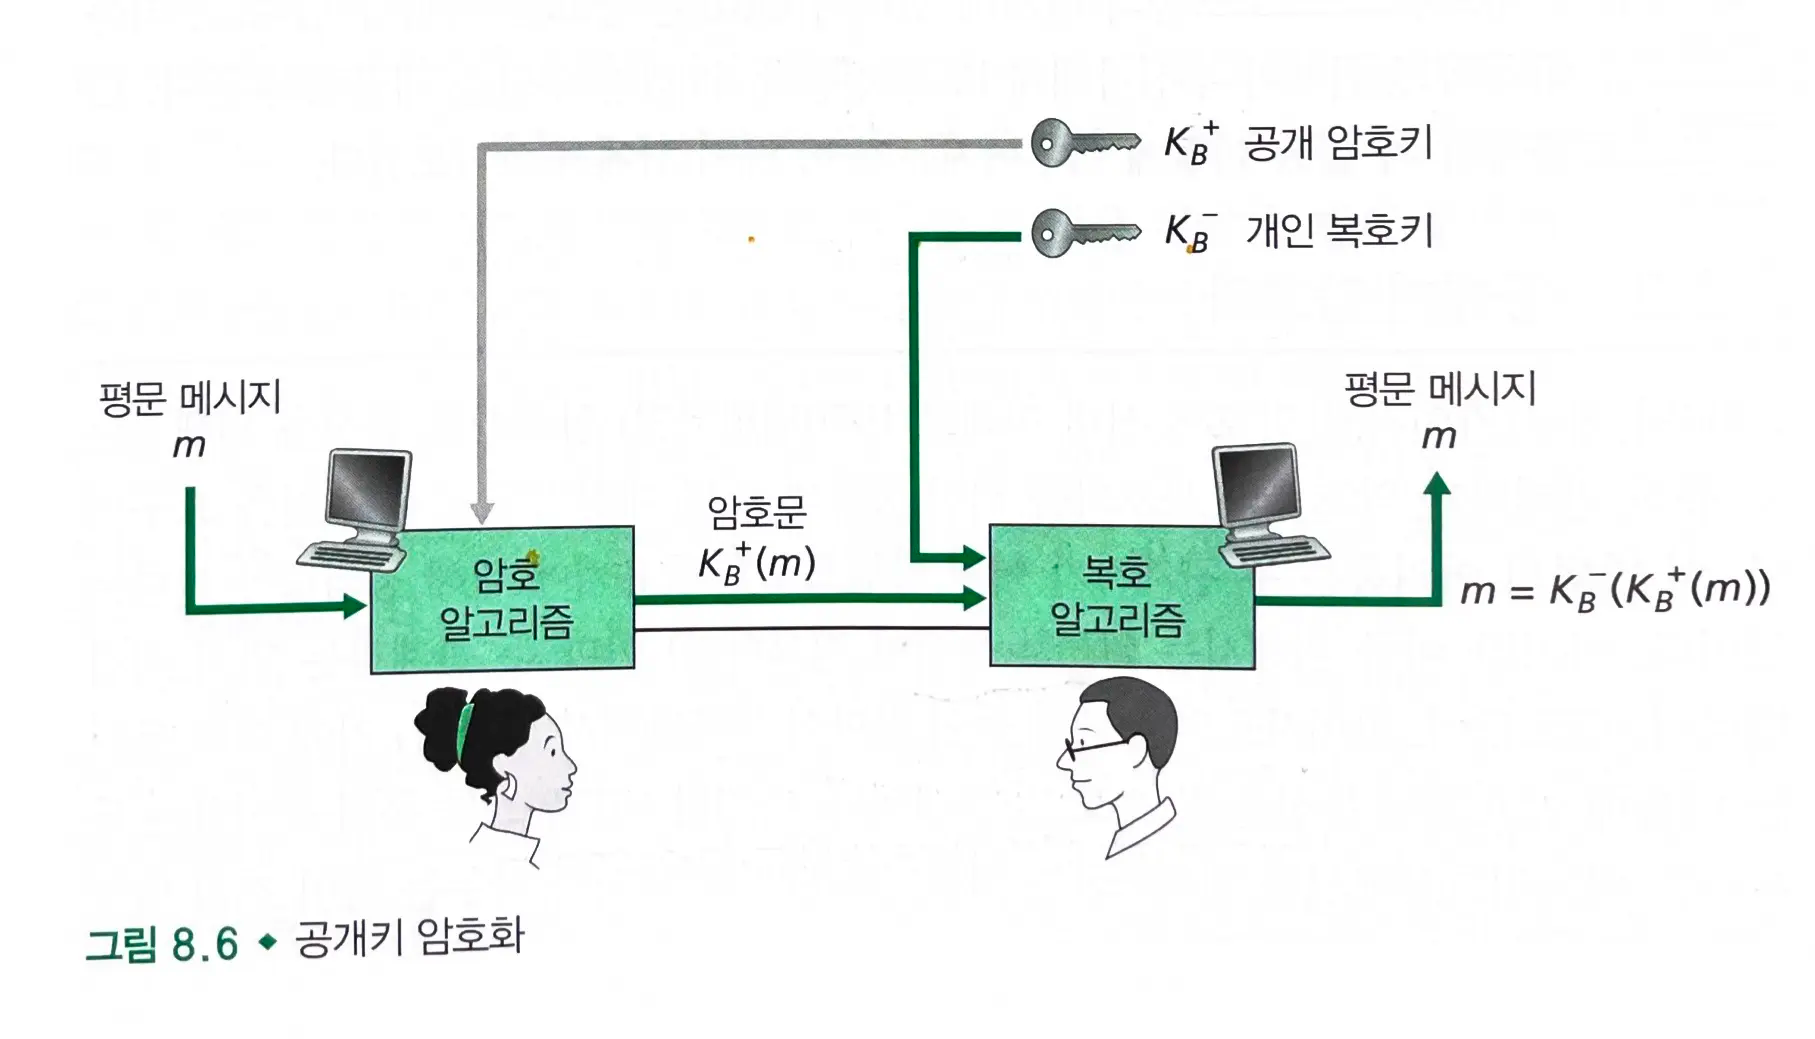 K_B^+ 공개 암호키
K_B^- 개인 복호키
평문 메시지
m
평문 메시지
m
암호문
K_B^+(m)
암호
알고리즘
복호
알고리즘
m = K_B^-(K_B^+(m))
그림 8.6 ◆ 공개키 암호화